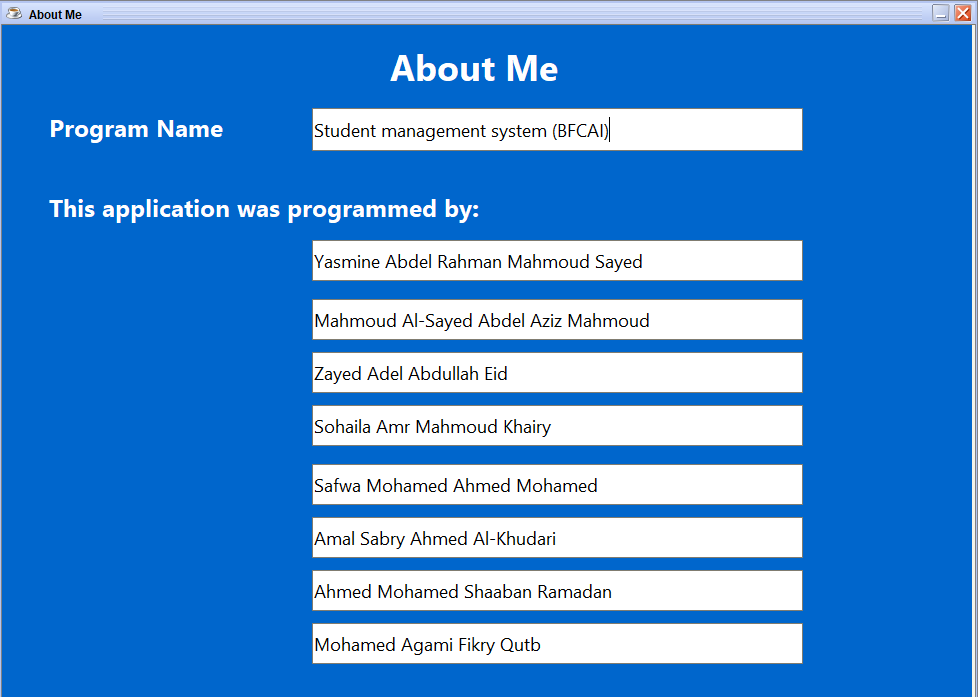 About Me
About Me
Program Name
Student management system (BFCAI)
This application was programmed by:
Yasmine Abdel Rahman Mahmoud Sayed
Mahmoud Al-Sayed Abdel Aziz Mahmoud
Zayed Adel Abdullah Eid
Sohaila Amr Mahmoud Khairy
Safwa Mohamed Ahmed Mohamed
Amal Sabry Ahmed Al-Khudari
Ahmed Mohamed Shaaban Ramadan
Mohamed Agami Fikry Qutb